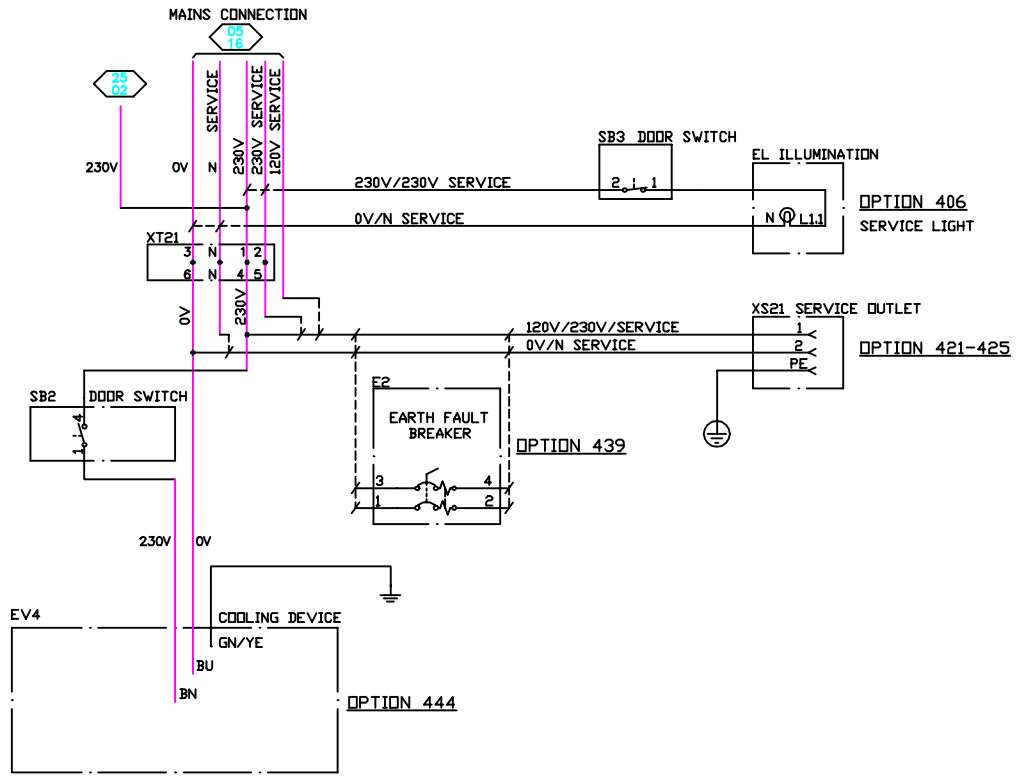 MAINS CONNECTION
05
16
25
02
230V
0V
SERVICE
N
230V
230V SERVICE
120V SERVICE
SB3 DOOR SWITCH
2 1
EL ILLUMINATION
230V/230V SERVICE
0V/N SERVICE
N L1.1
OPTION 406
SERVICE LIGHT
XT21
3 N 1 2
6 N 4 5
0V
230V
XS21 SERVICE OUTLET
120V/230V/SERVICE
1
0V/N SERVICE
2
PE
OPTION 421-425
SB2 DOOR SWITCH
4
1
E2
EARTH FAULT
BREAKER
OPTION 439
3 4
1 2
230V 0V
EV4
COOLING DEVICE
GN/YE
BU
BN
OPTION 444